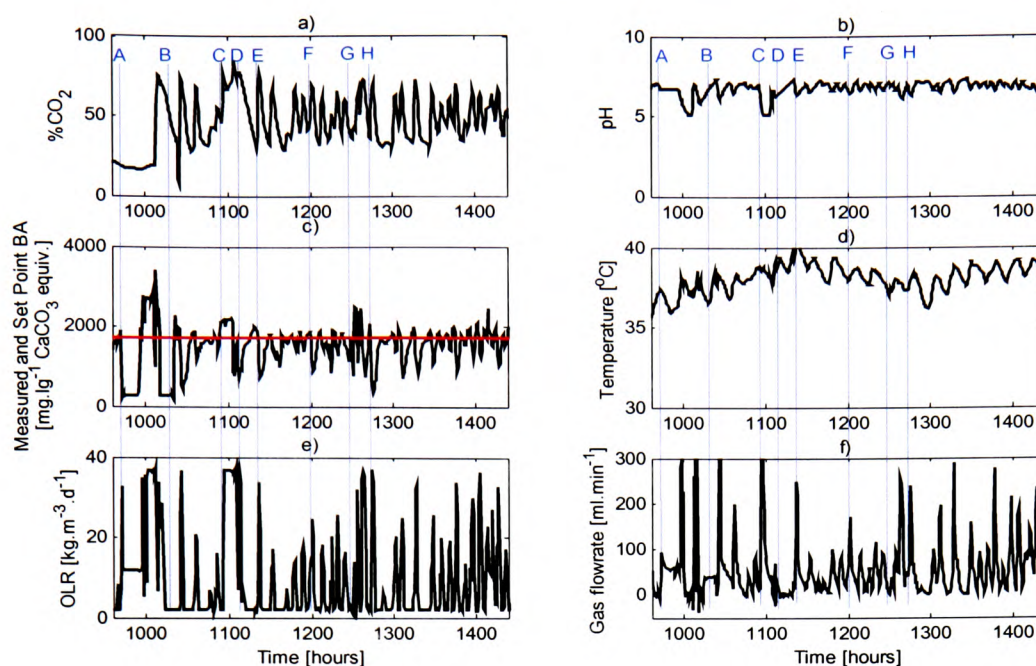 a)
100
50
0
%CO2
A B C D E F G H
1000 1100 1200 1300 1400
b)
10
5
0
pH
A B C D E F G H
1000 1100 1200 1300 1400
c)
4000
2000
0
Measured and Set Point BA
[mg.lg-1 CaCO3 equiv.]
1000 1100 1200 1300 1400
d)
40
35
30
Temperature [oC]
1000 1100 1200 1300 1400
e)
40
20
0
OLR [kg.m-3.d-1]
1000 1100 1200 1300 1400
Time [hours]
f)
300
200
100
0
Gas flowrate [ml.min-1]
1000 1100 1200 1300 1400
Time [hours]